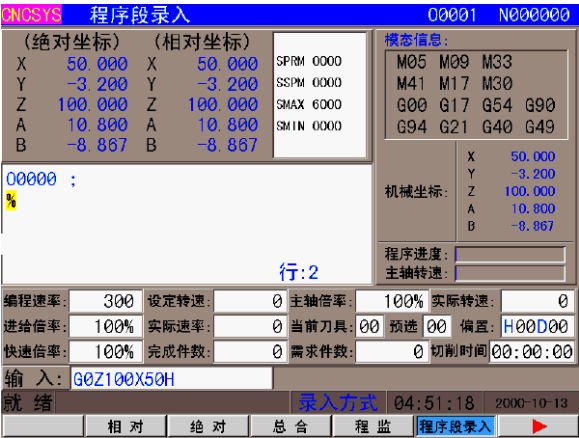 CNCSYS 程序段录入 O0001 N000000
(绝对坐标) (相对坐标)
X 50.000 X 50.000
Y -3.200 Y -3.200
Z 100.000 Z 100.000
A 10.800 A 10.800
B -8.867 B -8.867
SPRM 0000
SSPM 0000
SMAX 6000
SMIN 0000
模态信息:
M05 M09 M33
M41 M17 M30
G00 G17 G54 G90
G94 G21 G40 G49
O0000 ;
%
行:2
机械坐标:
X 50.000
Y -3.200
Z 100.000
A 10.800
B -8.867
程序进度:
主轴转速:
编程速率: 300 设定转速: 0 主轴倍率: 100% 实际转速: 0
进给倍率: 100% 实际速率: 0 当前刀具: 00 预选 00 偏置: H00D00
快速倍率: 100% 完成件数: 0 需求件数: 0 切削时间 00:00:00
输 入: G0Z100X50H
就 绪 录入方式 04:51:18 2000-10-13
相 对 绝 对 总 合 程 监 程序段录入